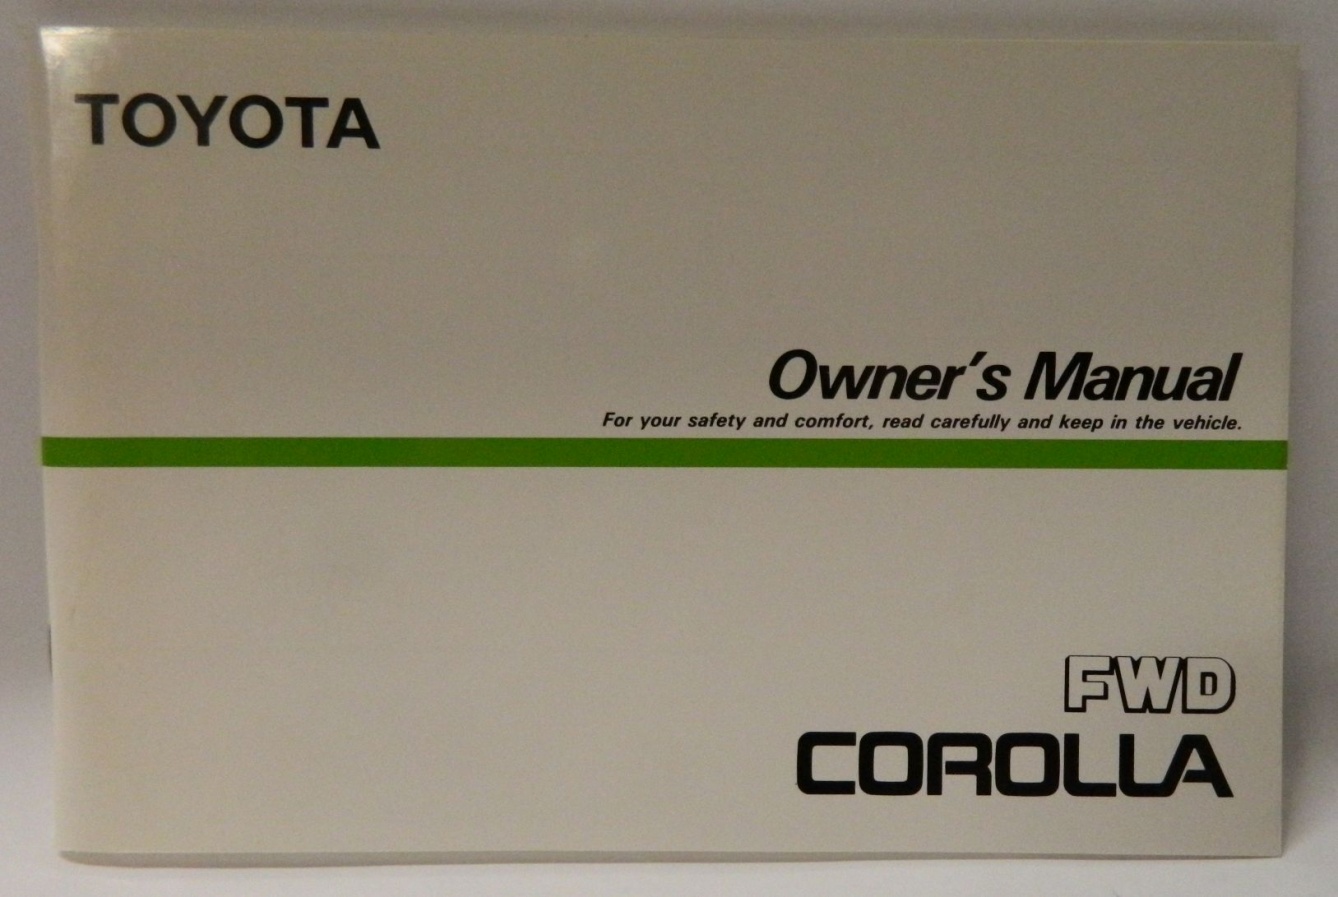 TOYOTA
Owner's Manual
For your safety and comfort, read carefully and keep in the vehicle.
FWD
COROLLA